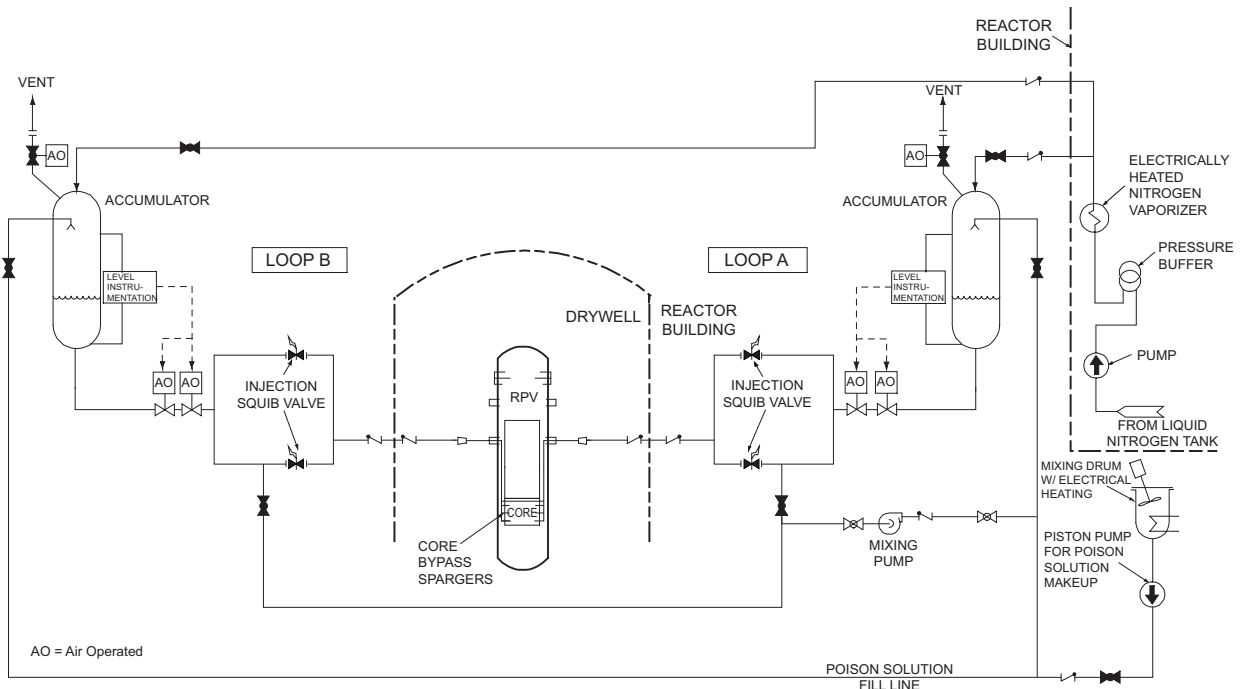 REACTOR
BUILDING
VENT
VENT
AO
AO
ELECTRICALLY
HEATED
NITROGEN
VAPORIZER
ACCUMULATOR
ACCUMULATOR
PRESSURE
BUFFER
LOOP B
LOOP A
LEVEL
INSTRU-
MENTATION
LEVEL
INSTRU-
MENTATION
DRYWELL
REACTOR
BUILDING
PUMP
AO
AO
AO
AO
INJECTION
SQUIB VALVE
RPV
INJECTION
SQUIB VALVE
FROM LIQUID
NITROGEN TANK
MIXING DRUM
W/ ELECTRICAL
HEATING
CORE
CORE
BYPASS
SPARGERS
MIXING
PUMP
PISTON PUMP
FOR POISON
SOLUTION
MAKEUP
AO = Air Operated
POISON SOLUTION
FILL LINE